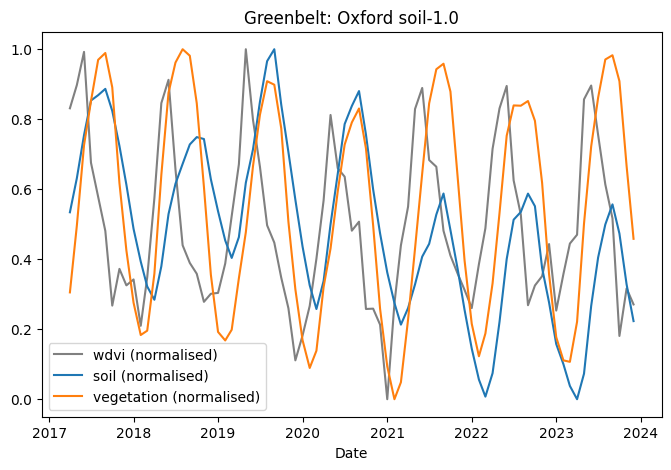 Greenbelt: Oxford soil-1.0
1.0
0.8
0.6
0.4
0.2
0.0
wdvi (normalised)
soil (normalised)
vegetation (normalised)
2017 2018 2019 2020 2021 2022 2023 2024
Date